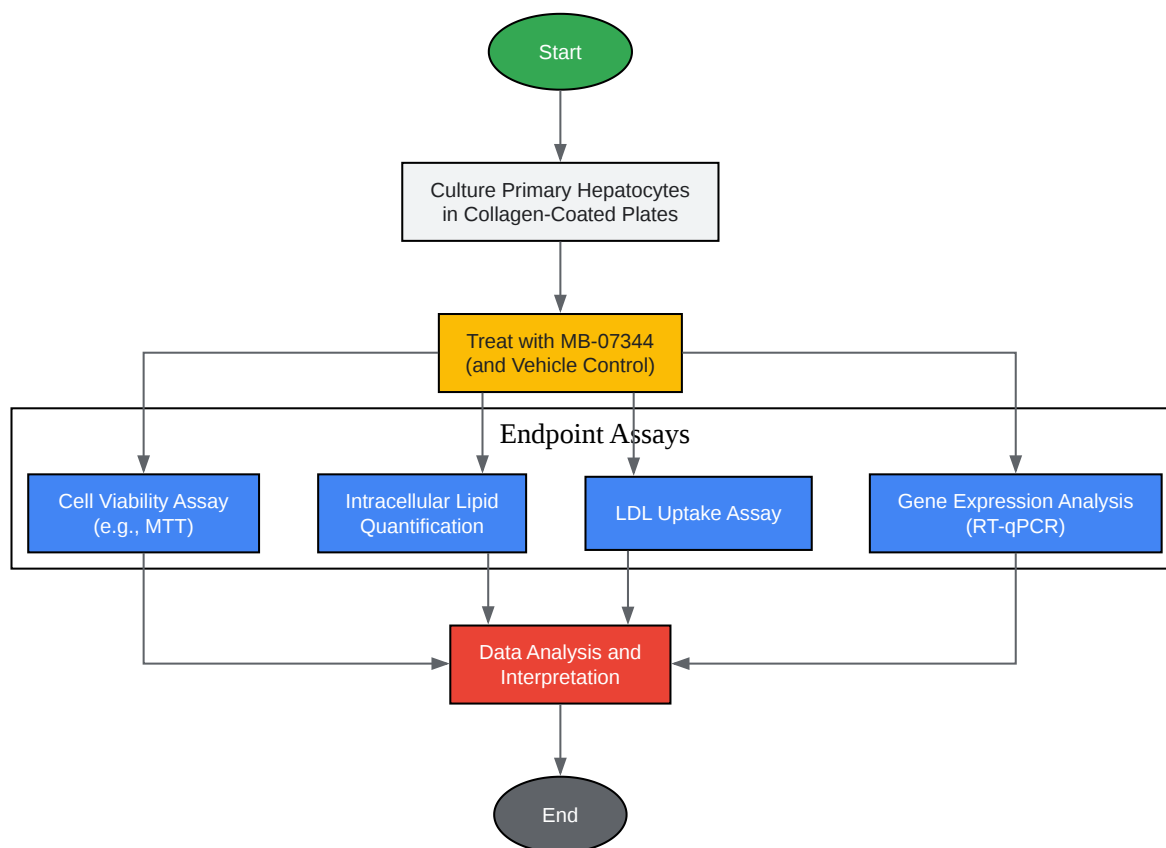 Start
Culture Primary Hepatocytes
in Collagen-Coated Plates
Treat with MB-07344
(and Vehicle Control)
Endpoint Assays
Cell Viability Assay
(e.g., MTT)
Intracellular Lipid
Quantification
LDL Uptake Assay
Gene Expression Analysis
(RT-qPCR)
Data Analysis and
Interpretation
End